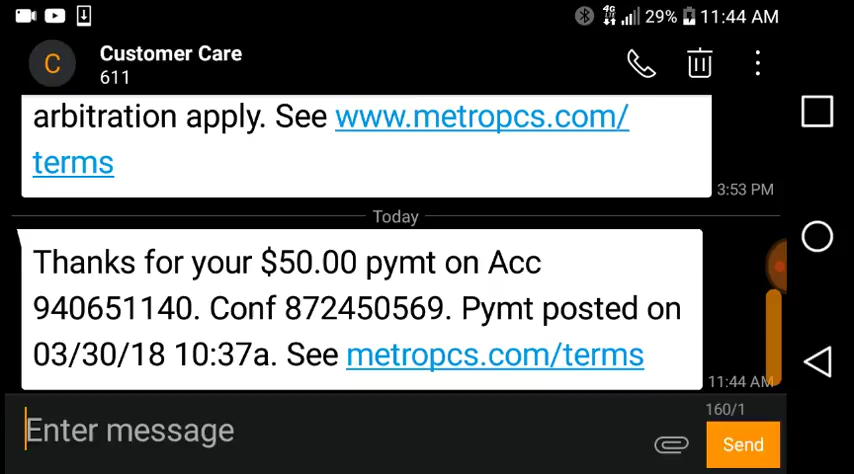 4G LTE 29% 11:44 AM
C
Customer Care
611
arbitration apply. See www.metropcs.com/
terms
3:53 PM
Today
Thanks for your $50.00 pymt on Acc
940651140. Conf 872450569. Pymt posted on
03/30/18 10:37a. See metropcs.com/terms
11:44 AM
160/1
Enter message
Send